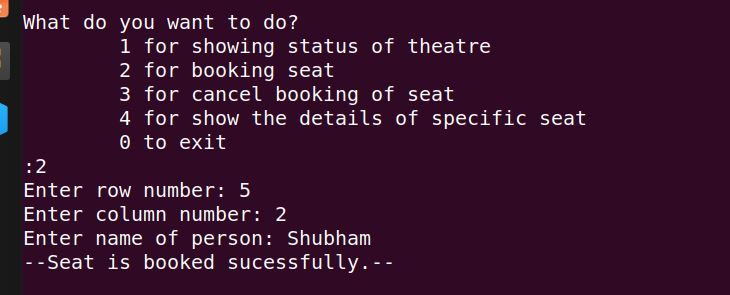 What do you want to do?
1 for showing status of theatre
2 for booking seat
3 for cancel booking of seat
4 for show the details of specific seat
0 to exit
:2
Enter row number: 5
Enter column number: 2
Enter name of person: Shubham
--Seat is booked sucessfully.--